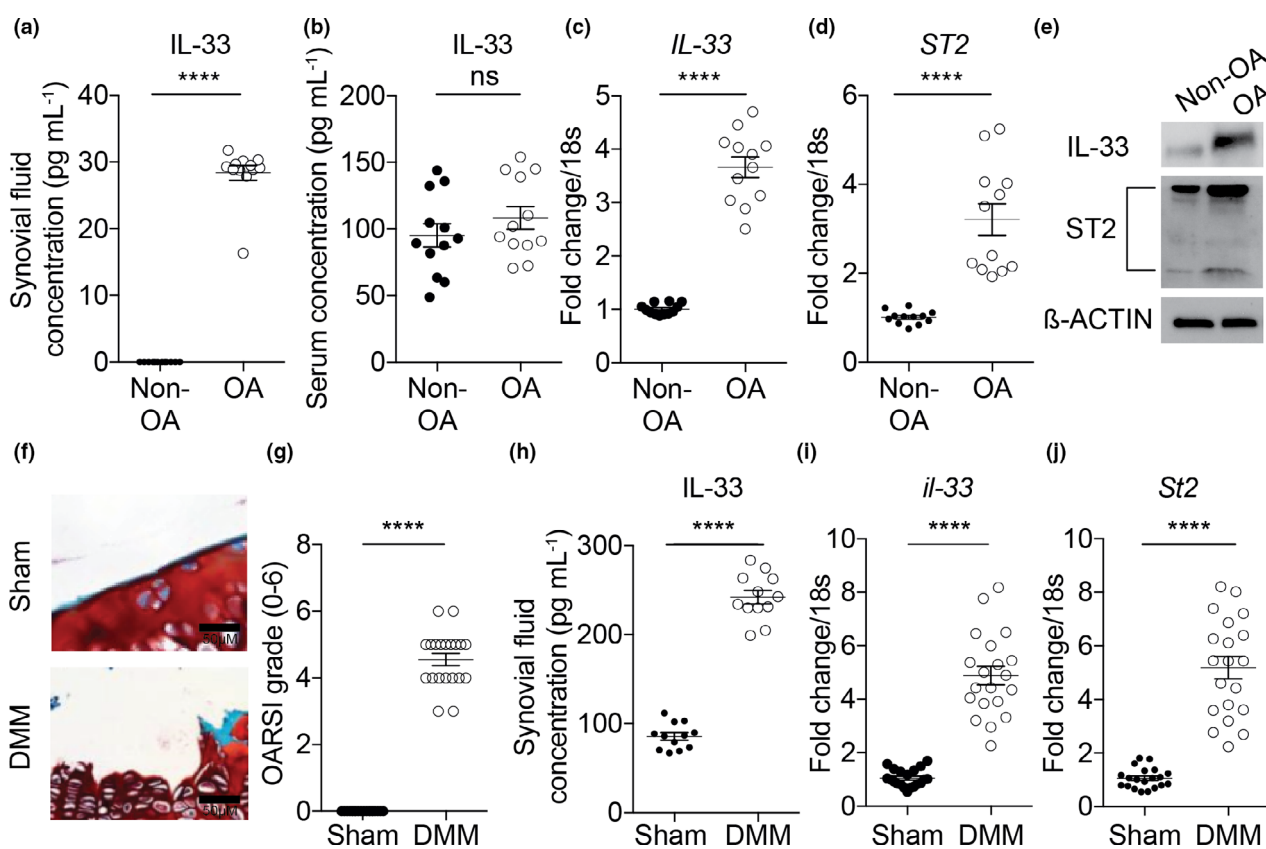 (a)
IL-33
****
Synovial fluid
concentration (pg mL⁻¹)
40
30
20
10
0
Non-
OA
OA
(b)
IL-33
ns
Serum concentration (pg mL⁻¹)
200
150
100
50
0
Non-
OA
OA
(c)
IL-33
****
Fold change/18s
5
4
3
2
1
0
Non-
OA
OA
(d)
ST2
****
Fold change/18s
6
4
2
0
Non-
OA
OA
(e)
Non-OA
OA
IL-33
ST2
ß-ACTIN
(f)
Sham
50µM
DMM
50µM
(g)
****
OARSI grade (0-6)
8
6
4
2
0
Sham
DMM
(h)
IL-33
****
Synovial fluid
concentration (pg mL⁻¹)
300
200
100
0
Sham
DMM
(i)
il-33
****
Fold change/18s
10
8
6
4
2
0
Sham
DMM
(j)
St2
****
Fold change/18s
10
8
6
4
2
0
Sham
DMM